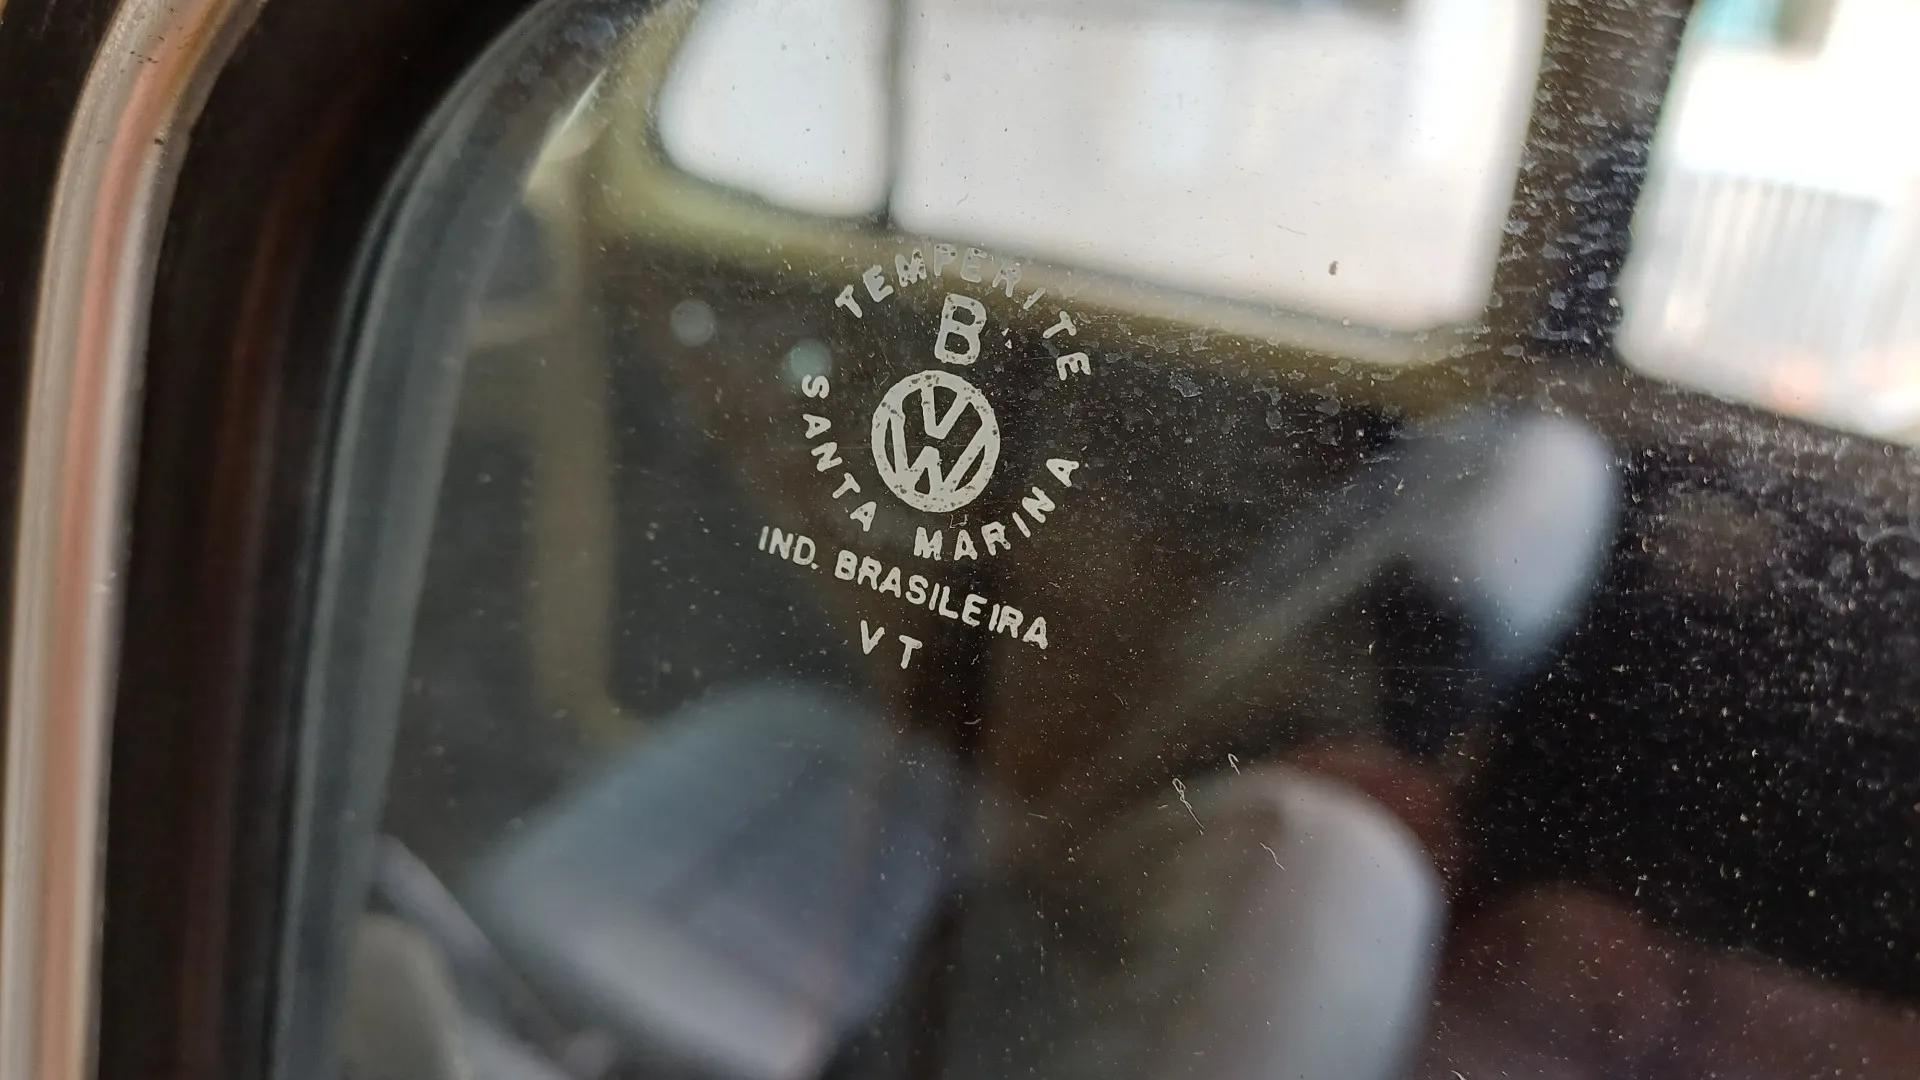 TEMPERITE
B
VW
SANTA MARINA
IND. BRASILEIRA
VT